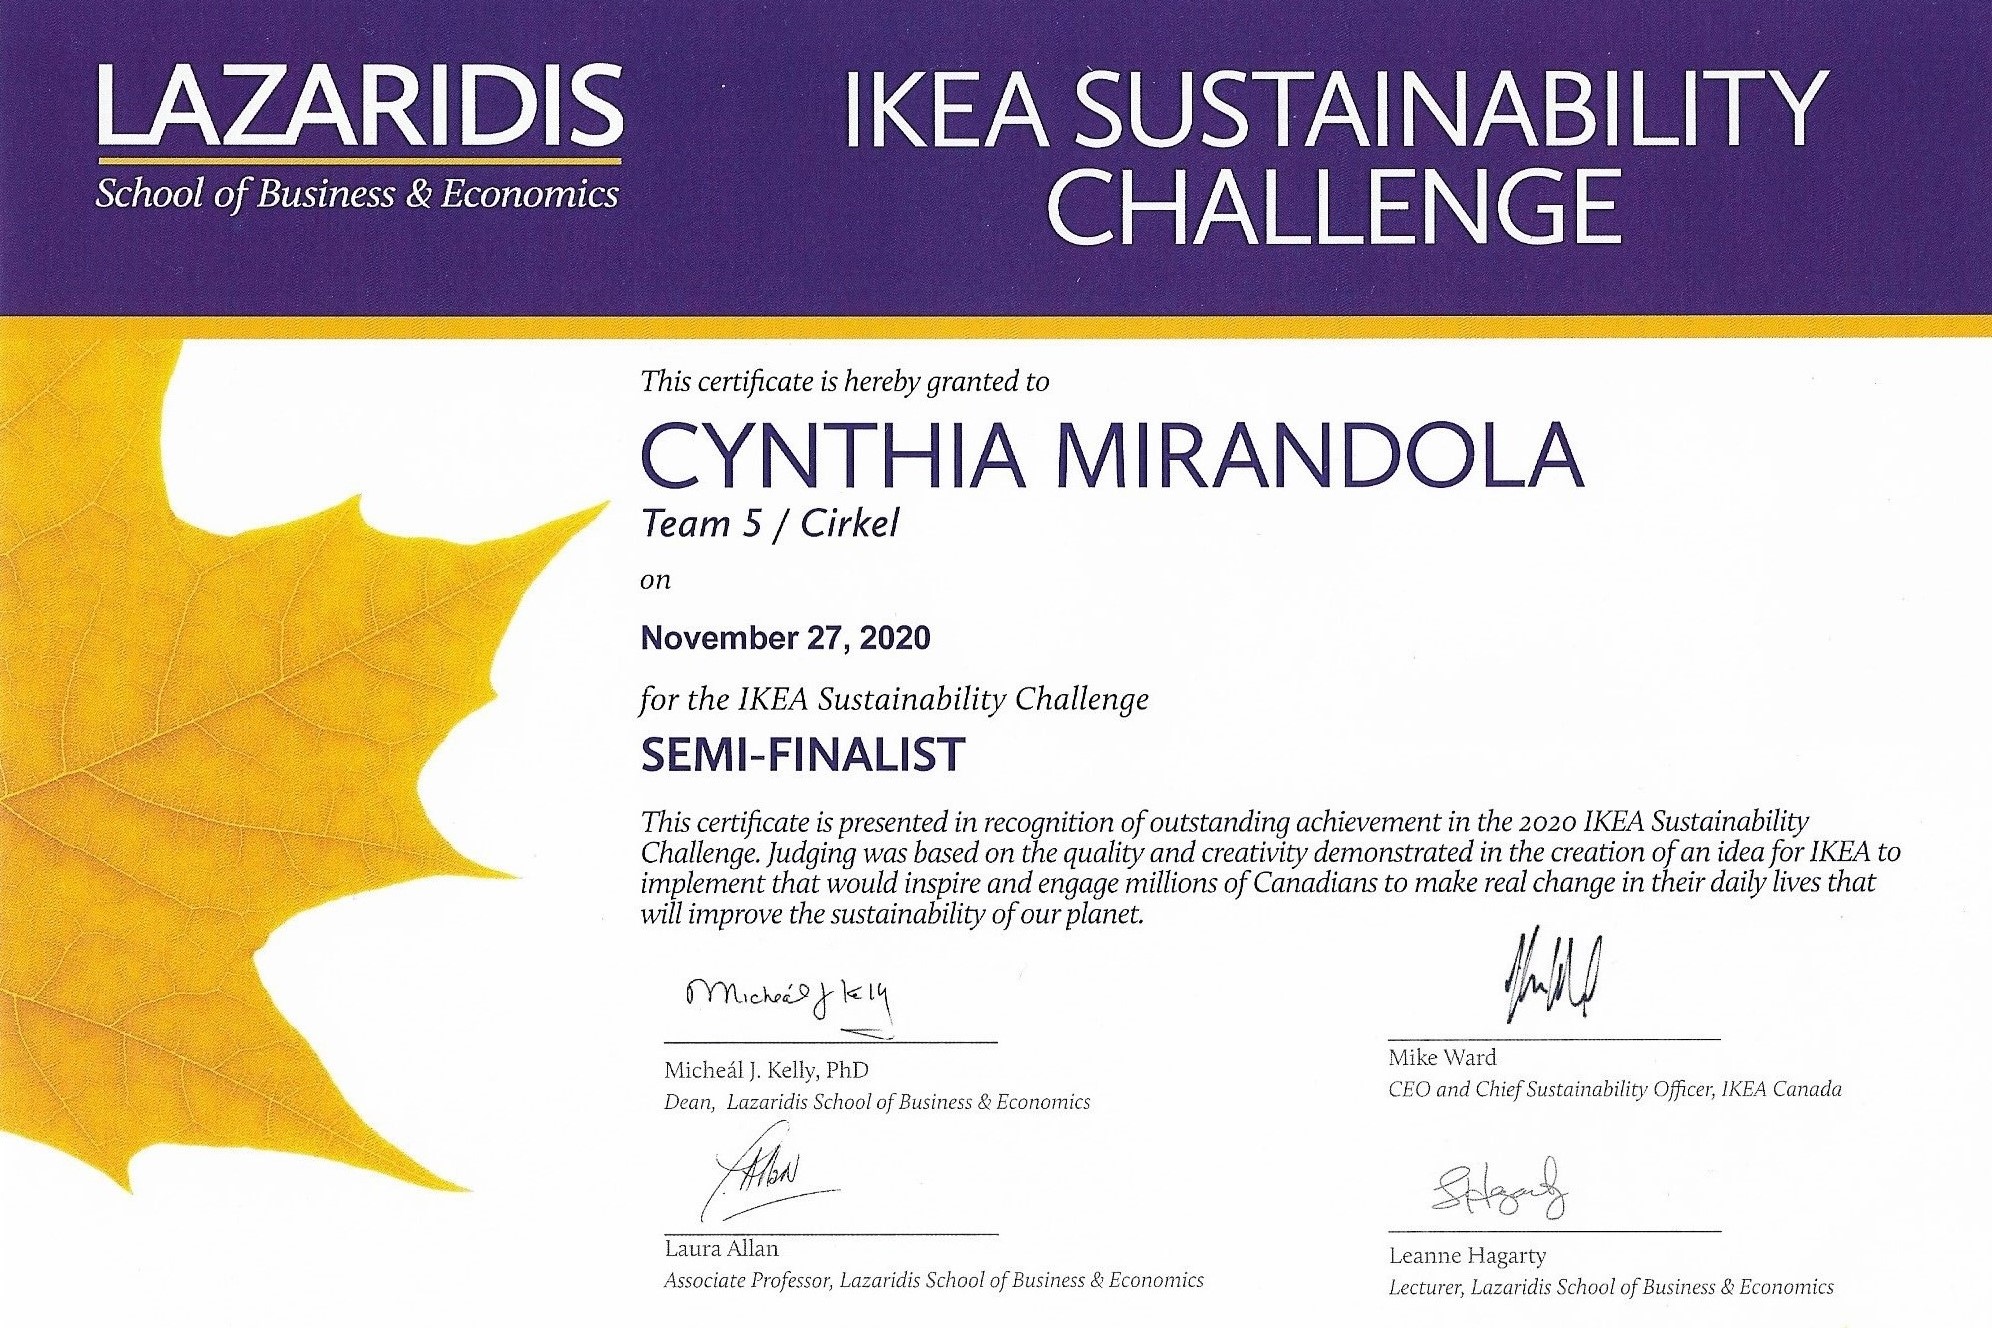 LAZARIDIS
School of Business & Economics
IKEA SUSTAINABILITY
CHALLENGE
This certificate is hereby granted to
CYNTHIA MIRANDOLA
Team 5 / Cirkel
on
November 27, 2020
for the IKEA Sustainability Challenge
SEMI-FINALIST
This certificate is presented in recognition of outstanding achievement in the 2020 IKEA Sustainability
Challenge. Judging was based on the quality and creativity demonstrated in the creation of an idea for IKEA to
implement that would inspire and engage millions of Canadians to make real change in their daily lives that
will improve the sustainability of our planet.
Micheál J Kelly
Micheál J. Kelly, PhD
Dean, Lazaridis School of Business & Economics
Mike Ward
CEO and Chief Sustainability Officer, IKEA Canada
L Allan
Laura Allan
Associate Professor, Lazaridis School of Business & Economics
LHagarty
Leanne Hagarty
Lecturer, Lazaridis School of Business & Economics